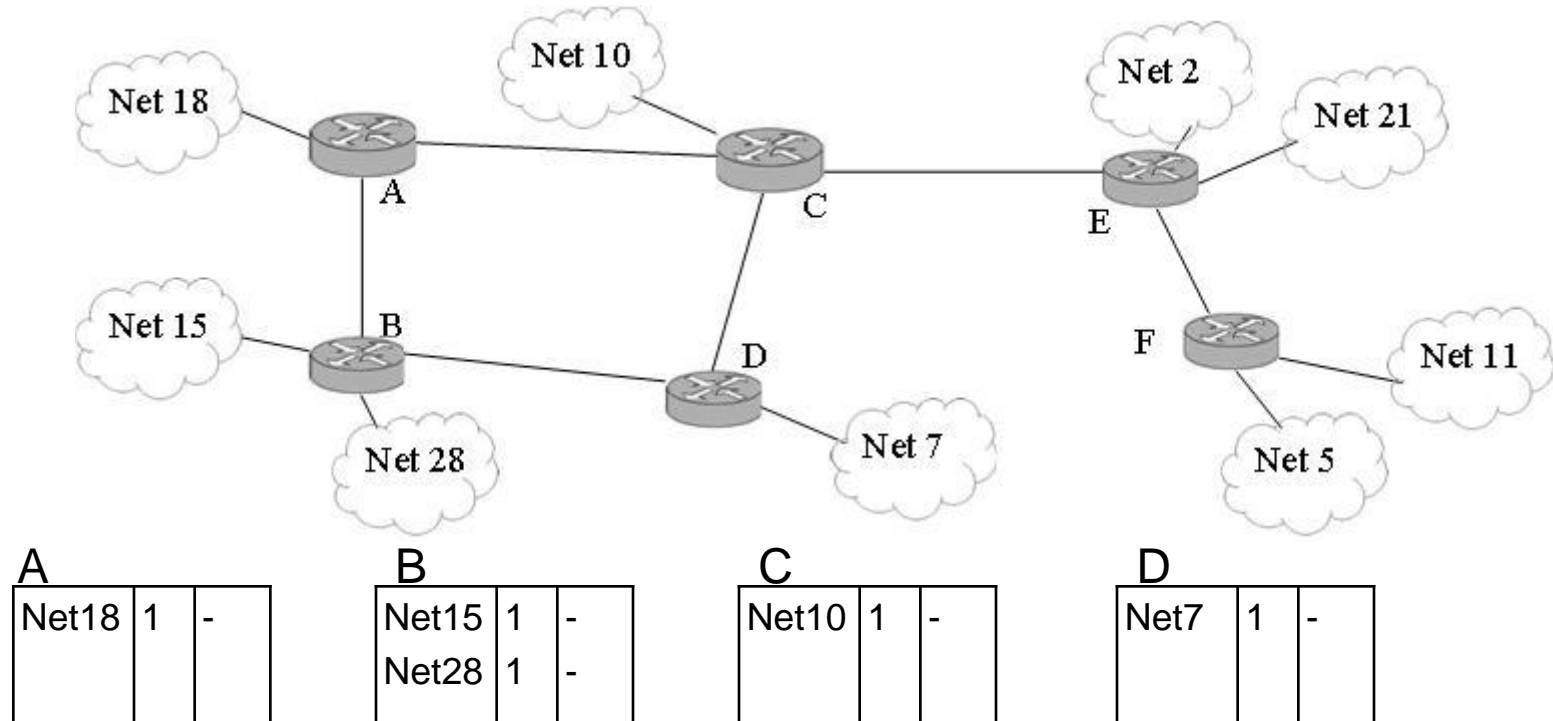 Net 10
Net 2
Net 18
Net 21
A
C
E
Net 15
B
D
F
Net 11
Net 28
Net 7
Net 5
A
B
C
D
Net18 1 -
Net15 1 -
Net28 1 -
Net10 1 -
Net7 1 -